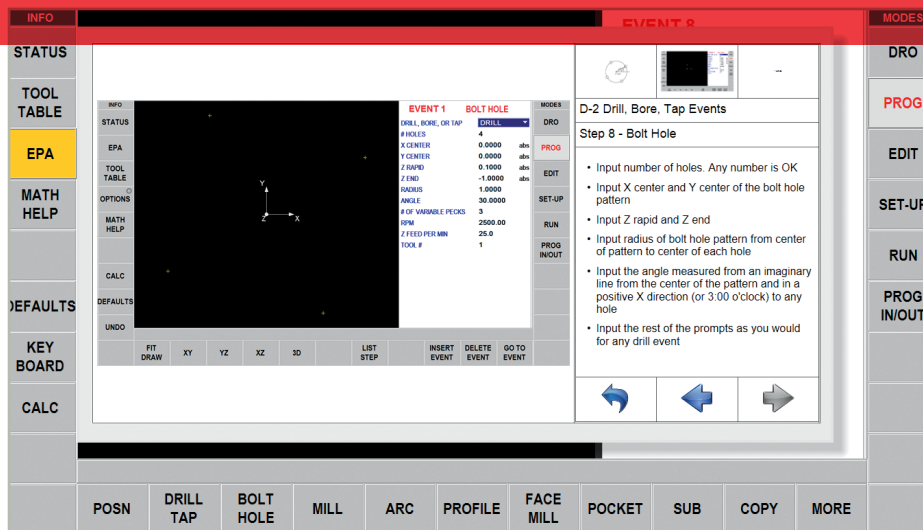 INFO
EVENT 8
MODES
STATUS
TOOL
TABLE
EPA
MATH
HELP
DEFAULTS
KEY
BOARD
CALC
INFO
STATUS
EPA
TOOL
TABLE
OPTIONS
MATH
HELP
CALC
DEFAULTS
UNDO
Y
Z
X
EVENT 1 BOLT HOLE
DRILL, BORE, OR TAP DRILL
# HOLES 4
X CENTER 0.0000 abs
Y CENTER 0.0000 abs
Z RAPID 0.1000 abs
Z END -1.0000 abs
RADIUS 1.0000
ANGLE 30.0000
# OF VARIABLE PECKS 3
RPM 2500.00
Z FEED PER MIN 25.0
TOOL # 1
MODES
DRO
PROG
EDIT
SET-UP
RUN
PROG
IN/OUT
FIT
DRAW
XY
YZ
XZ
3D
LIST
STEP
INSERT
EVENT
DELETE
EVENT
GO TO
EVENT
D-2 Drill, Bore, Tap Events
Step 8 - Bolt Hole
• Input number of holes. Any number is OK
• Input X center and Y center of the bolt hole
pattern
• Input Z rapid and Z end
• Input radius of bolt hole pattern from center
of pattern to center of each hole
• Input the angle measured from an imaginary
line from the center of the pattern and in a
positive X direction (or 3:00 o'clock) to any
hole
• Input the rest of the prompts as you would
for any drill event
DRO
PROG
EDIT
SET-UP
RUN
PROG
IN/OUT
POSN
DRILL
TAP
BOLT
HOLE
MILL
ARC
PROFILE
FACE
MILL
POCKET
SUB
COPY
MORE